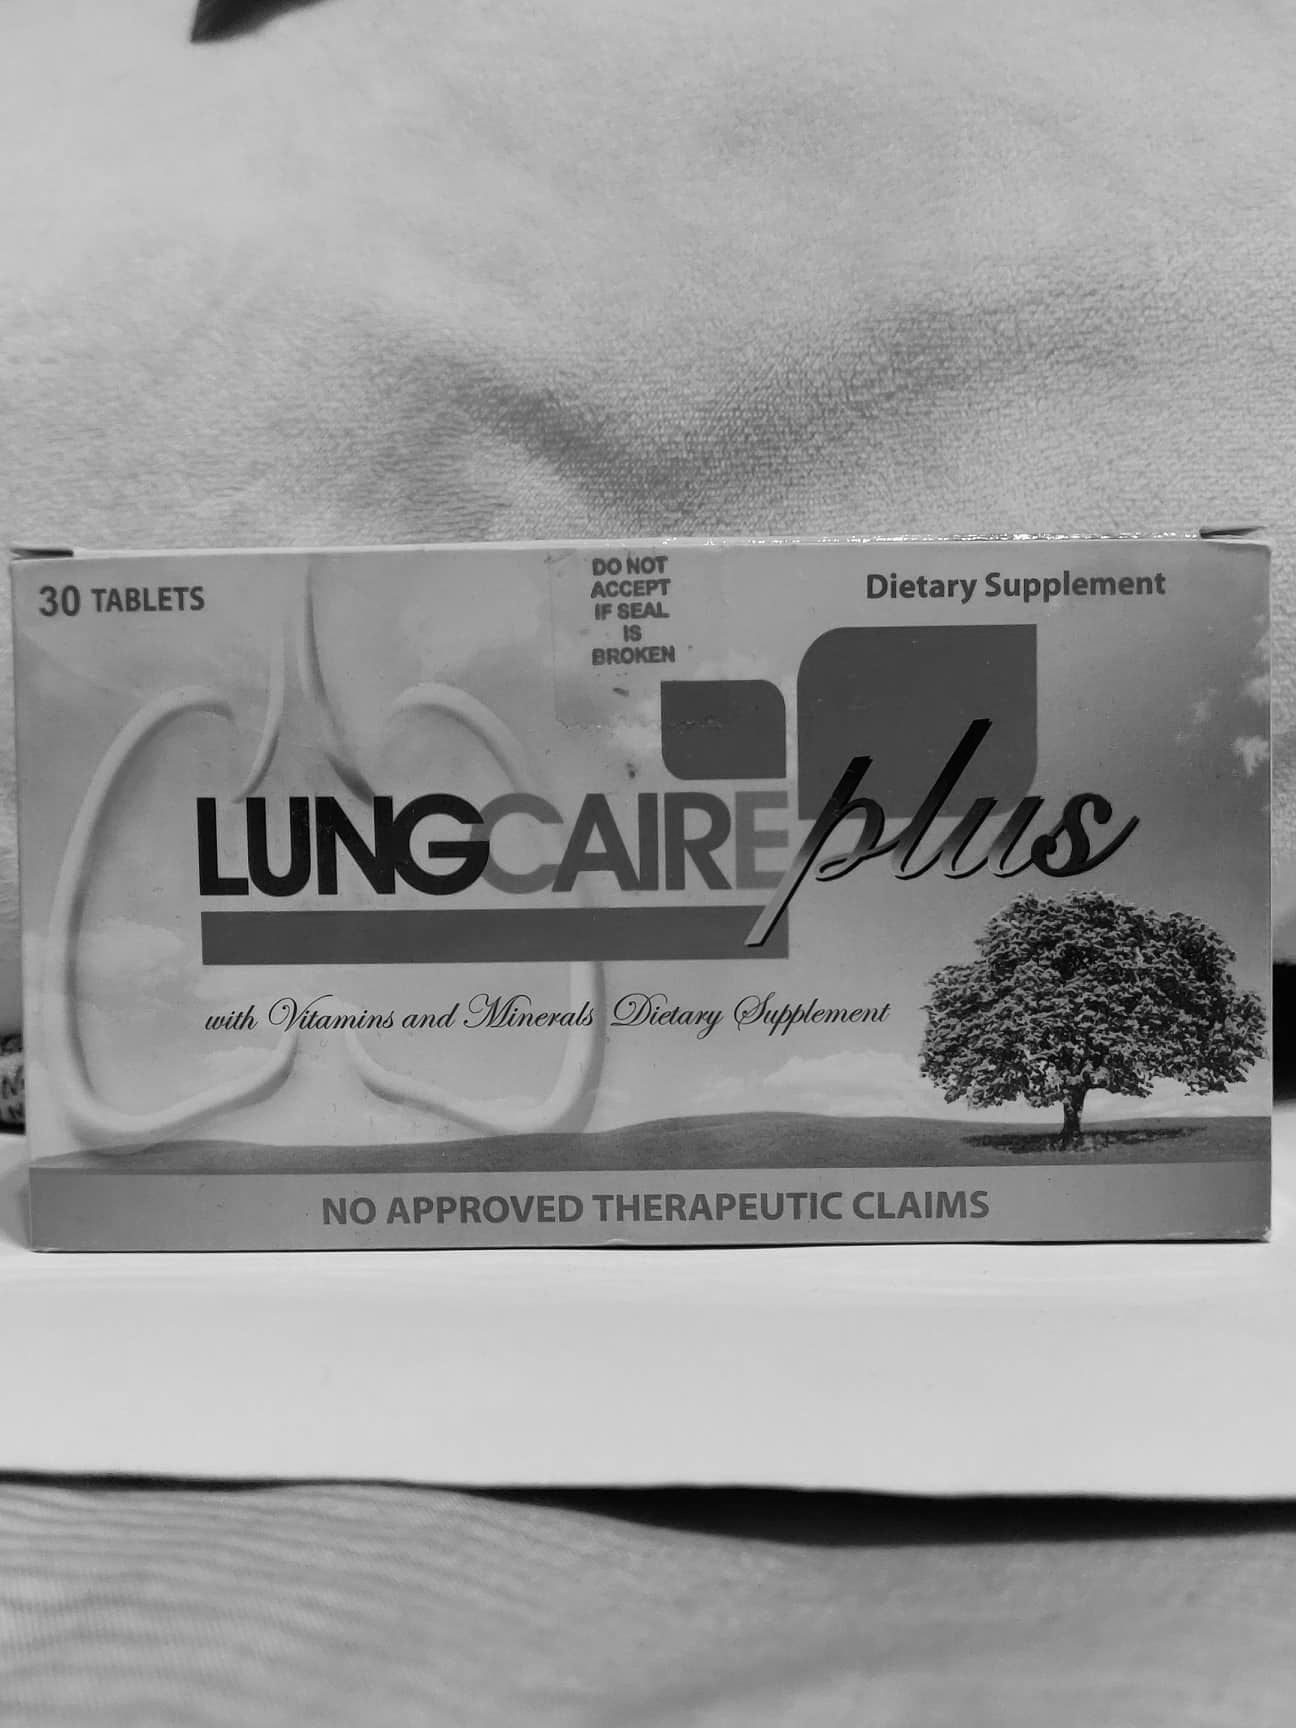 30 TABLETS
DO NOT
ACCEPT
IF SEAL
IS
BROKEN
Dietary Supplement
LUNGCAIRE plus
with Vitamins and Minerals Dietary Supplement
NO APPROVED THERAPEUTIC CLAIMS